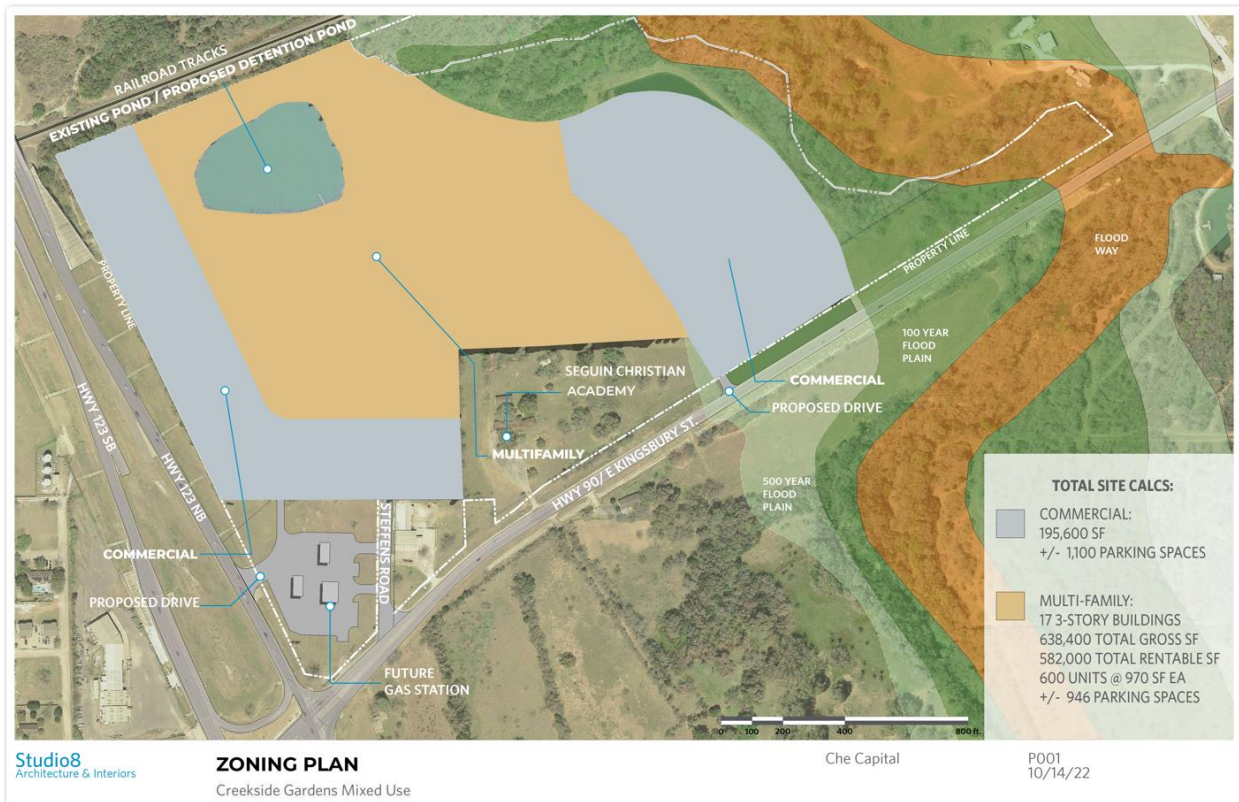 RAILROAD TRACKS
EXISTING POND / PROPOSED DETENTION POND
PROPERTY LINE
HWY 123 SB
HWY 123 NB
PROPERTY LINE
FLOOD
WAY
100 YEAR
FLOOD
PLAIN
SEGUIN CHRISTIAN
ACADEMY
COMMERCIAL
PROPOSED DRIVE
MULTIFAMILY
HWY 90/ E KINGSBURY ST.
500 YEAR
FLOOD
PLAIN
STEFFENS ROAD
COMMERCIAL
PROPOSED DRIVE
FUTURE
GAS STATION
TOTAL SITE CALCS:
COMMERCIAL:
195,600 SF
+/- 1,100 PARKING SPACES
MULTI-FAMILY:
17 3-STORY BUILDINGS
638,400 TOTAL GROSS SF
582,000 TOTAL RENTABLE SF
600 UNITS @ 970 SF EA
+/- 946 PARKING SPACES
0 100 200 400 800 ft.
Studio8
Architecture & Interiors
ZONING PLAN
Creekside Gardens Mixed Use
Che Capital
P001
10/14/22